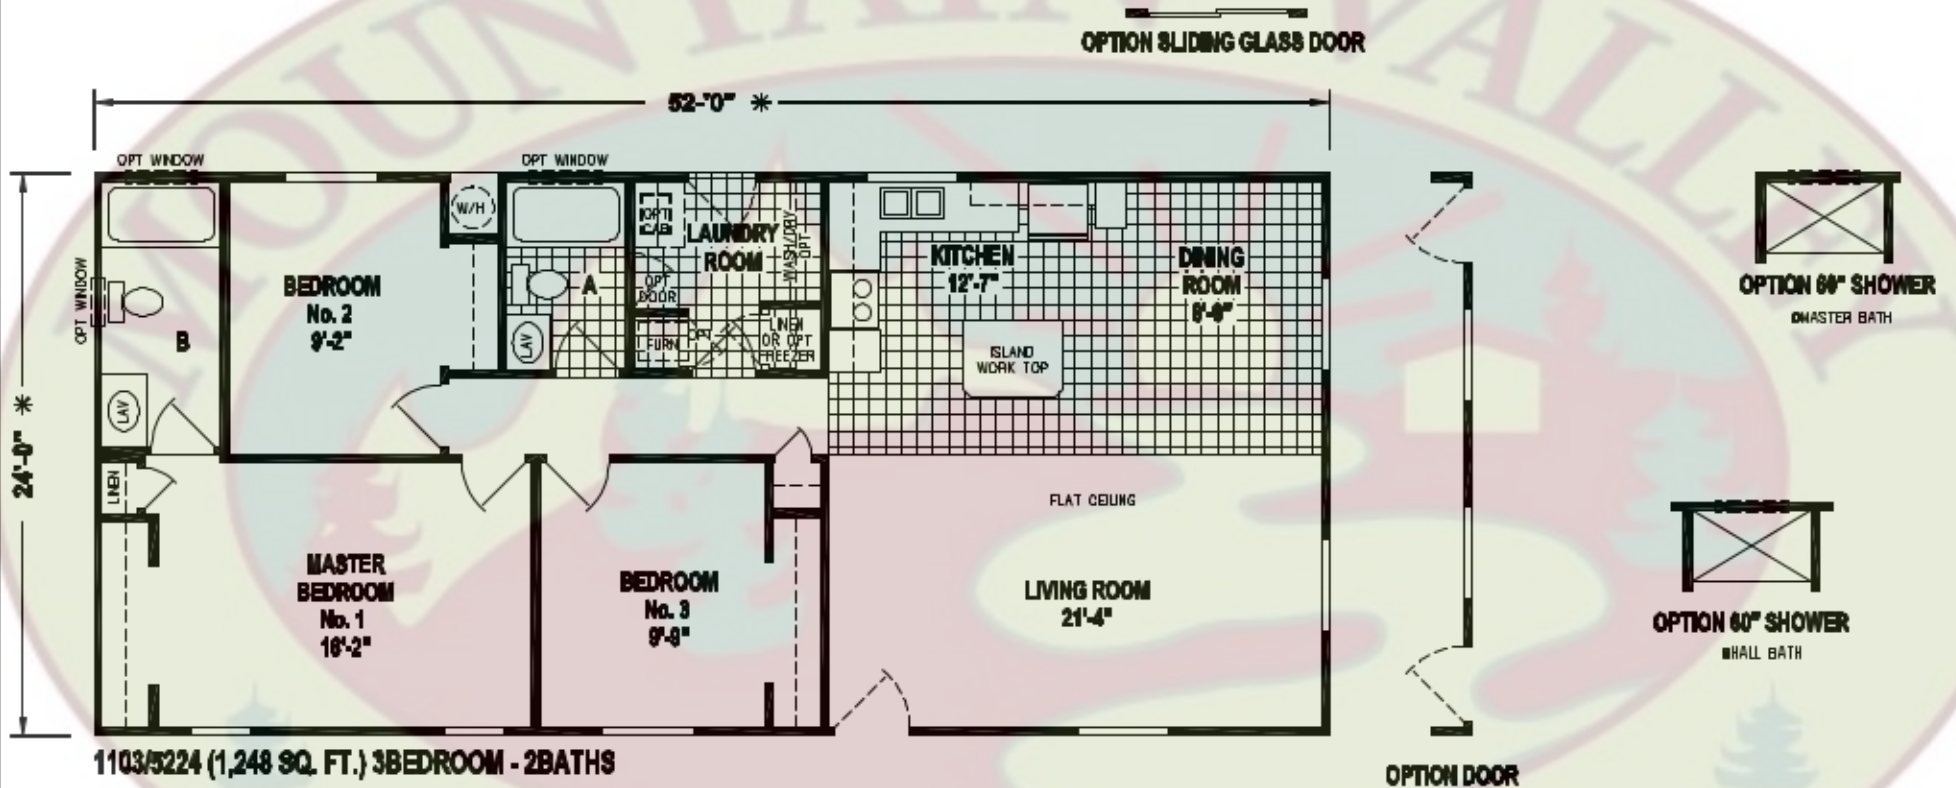 MOUNTAIN VALLEY
OPTION SLIDING GLASS DOOR
52'-0" *
OPT WINDOW
OPT WINDOW
OPT WINDOW
24'-0" *
W/H
OPT
CAB
LAUNDRY
ROOM
WASH/DRY
OPT
OPT
DOOR
FURN
OPT
LINEN
OR OPT
FREEZER
A
LAV
BEDROOM
No. 2
9'-2"
B
LAV
LINEN
KITCHEN
12'-7"
DINING
ROOM
ISLAND
WORK TOP
FLAT CEILING
LIVING ROOM
21'-4"
MASTER
BEDROOM
No. 1
BEDROOM
No. 3
OPTION 60" SHOWER
MASTER BATH
OPTION 60" SHOWER
HALL BATH
OPTION DOOR
1103/5224 (1,248 SQ. FT.) 3BEDROOM - 2BATHS